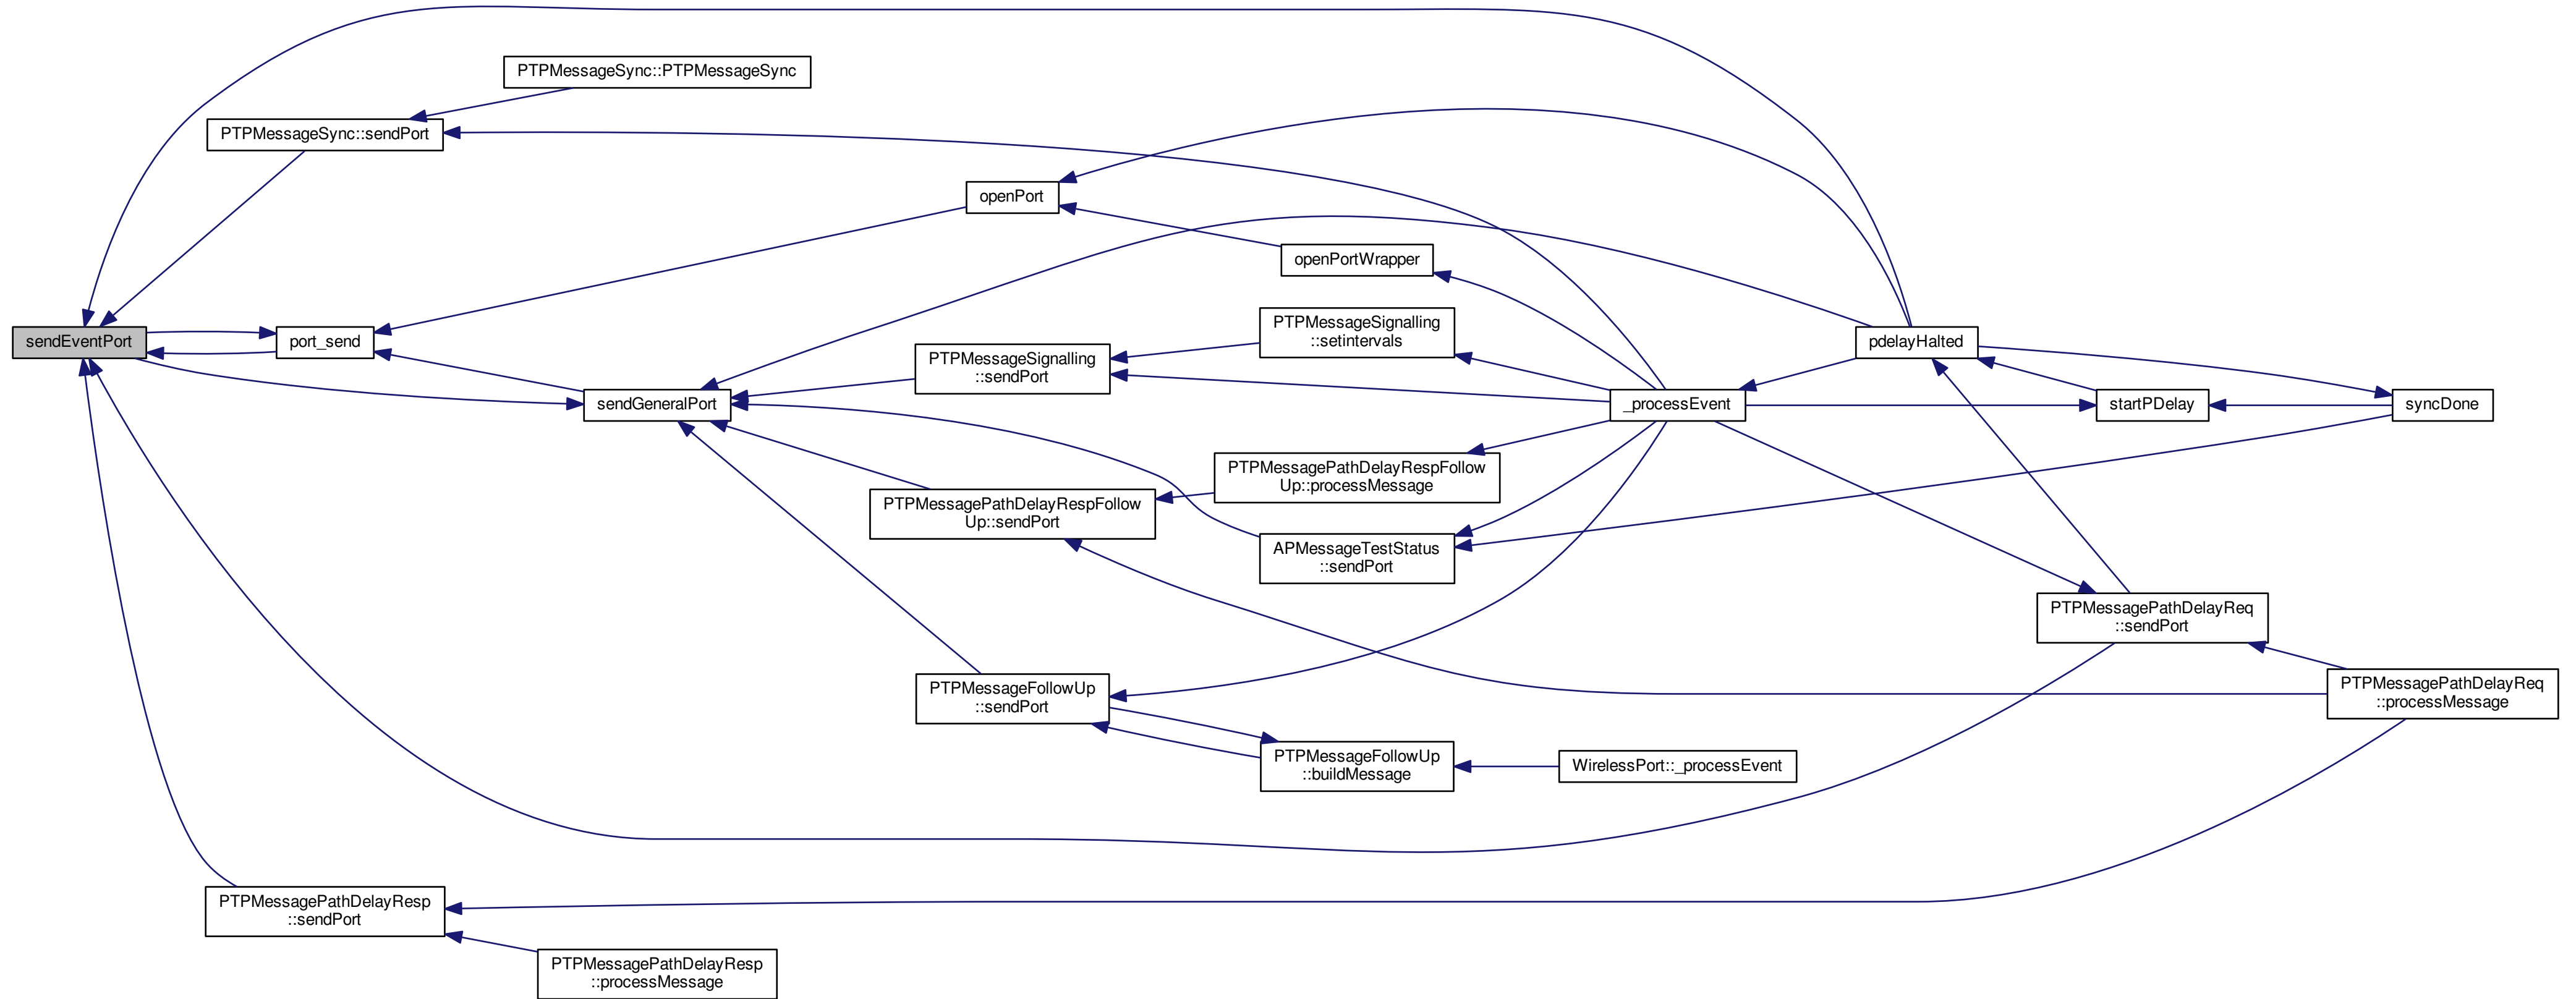 PTPMessageSync::PTPMessageSync
PTPMessageSync::sendPort
openPort
openPortWrapper
sendEventPort
port_send
PTPMessageSignalling
::setintervals
pdelayHalted
PTPMessageSignalling
::sendPort
sendGeneralPort
_processEvent
startPDelay
syncDone
PTPMessagePathDelayRespFollow
Up::processMessage
PTPMessagePathDelayRespFollow
Up::sendPort
APMessageTestStatus
::sendPort
PTPMessagePathDelayReq
::sendPort
PTPMessageFollowUp
::sendPort
PTPMessagePathDelayReq
::processMessage
PTPMessageFollowUp
::buildMessage
WirelessPort::_processEvent
PTPMessagePathDelayResp
::sendPort
PTPMessagePathDelayResp
::processMessage